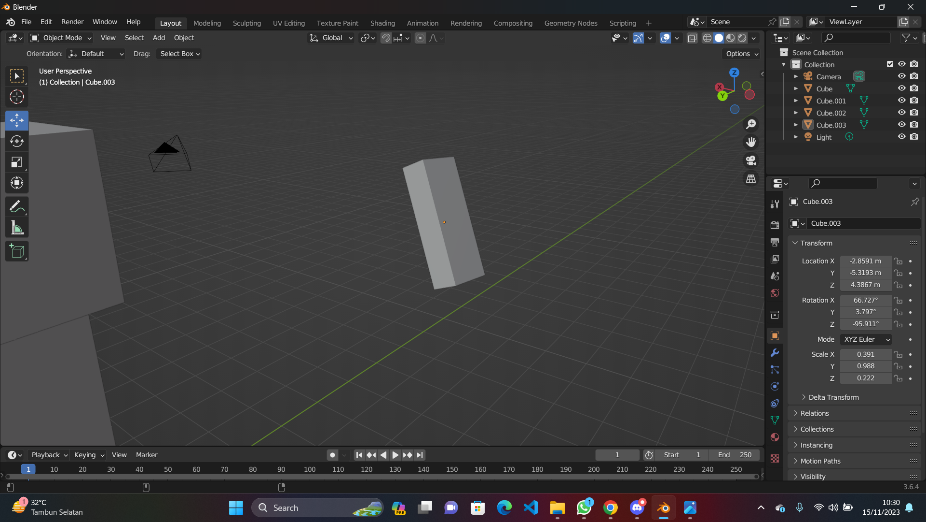 Blender
File Edit Render Window Help Layout Modeling Sculpting UV Editing Texture Paint Shading Animation Rendering Compositing Geometry Nodes Scripting + Scene ViewLayer
Object Mode View Select Add Object Global
Orientation: Default Drag: Select Box Options
User Perspective
(1) Collection | Cube.003
Z
X
Y
Scene Collection
Collection
Camera
Cube
Cube.001
Cube.002
Cube.003
Light
Cube.003
Cube.003
Transform
Location X -2.8591 m
Y -5.3193 m
Z 4.3867 m
Rotation X 66.727°
Y 3.797°
Z -95.911°
Mode XYZ Euler
Scale X 0.391
Y 0.988
Z 0.222
Delta Transform
Relations
Collections
Instancing
Motion Paths
Visibility
Playback Keying View Marker 1 Start 1 End 250
1 10 20 30 40 50 60 70 80 90 100 110 120 130 140 150 160 170 180 190 200 210 220 230 240 250
3.6.4
1
32°C
Tumban Selatan
Search
1
10:30
15/11/2023